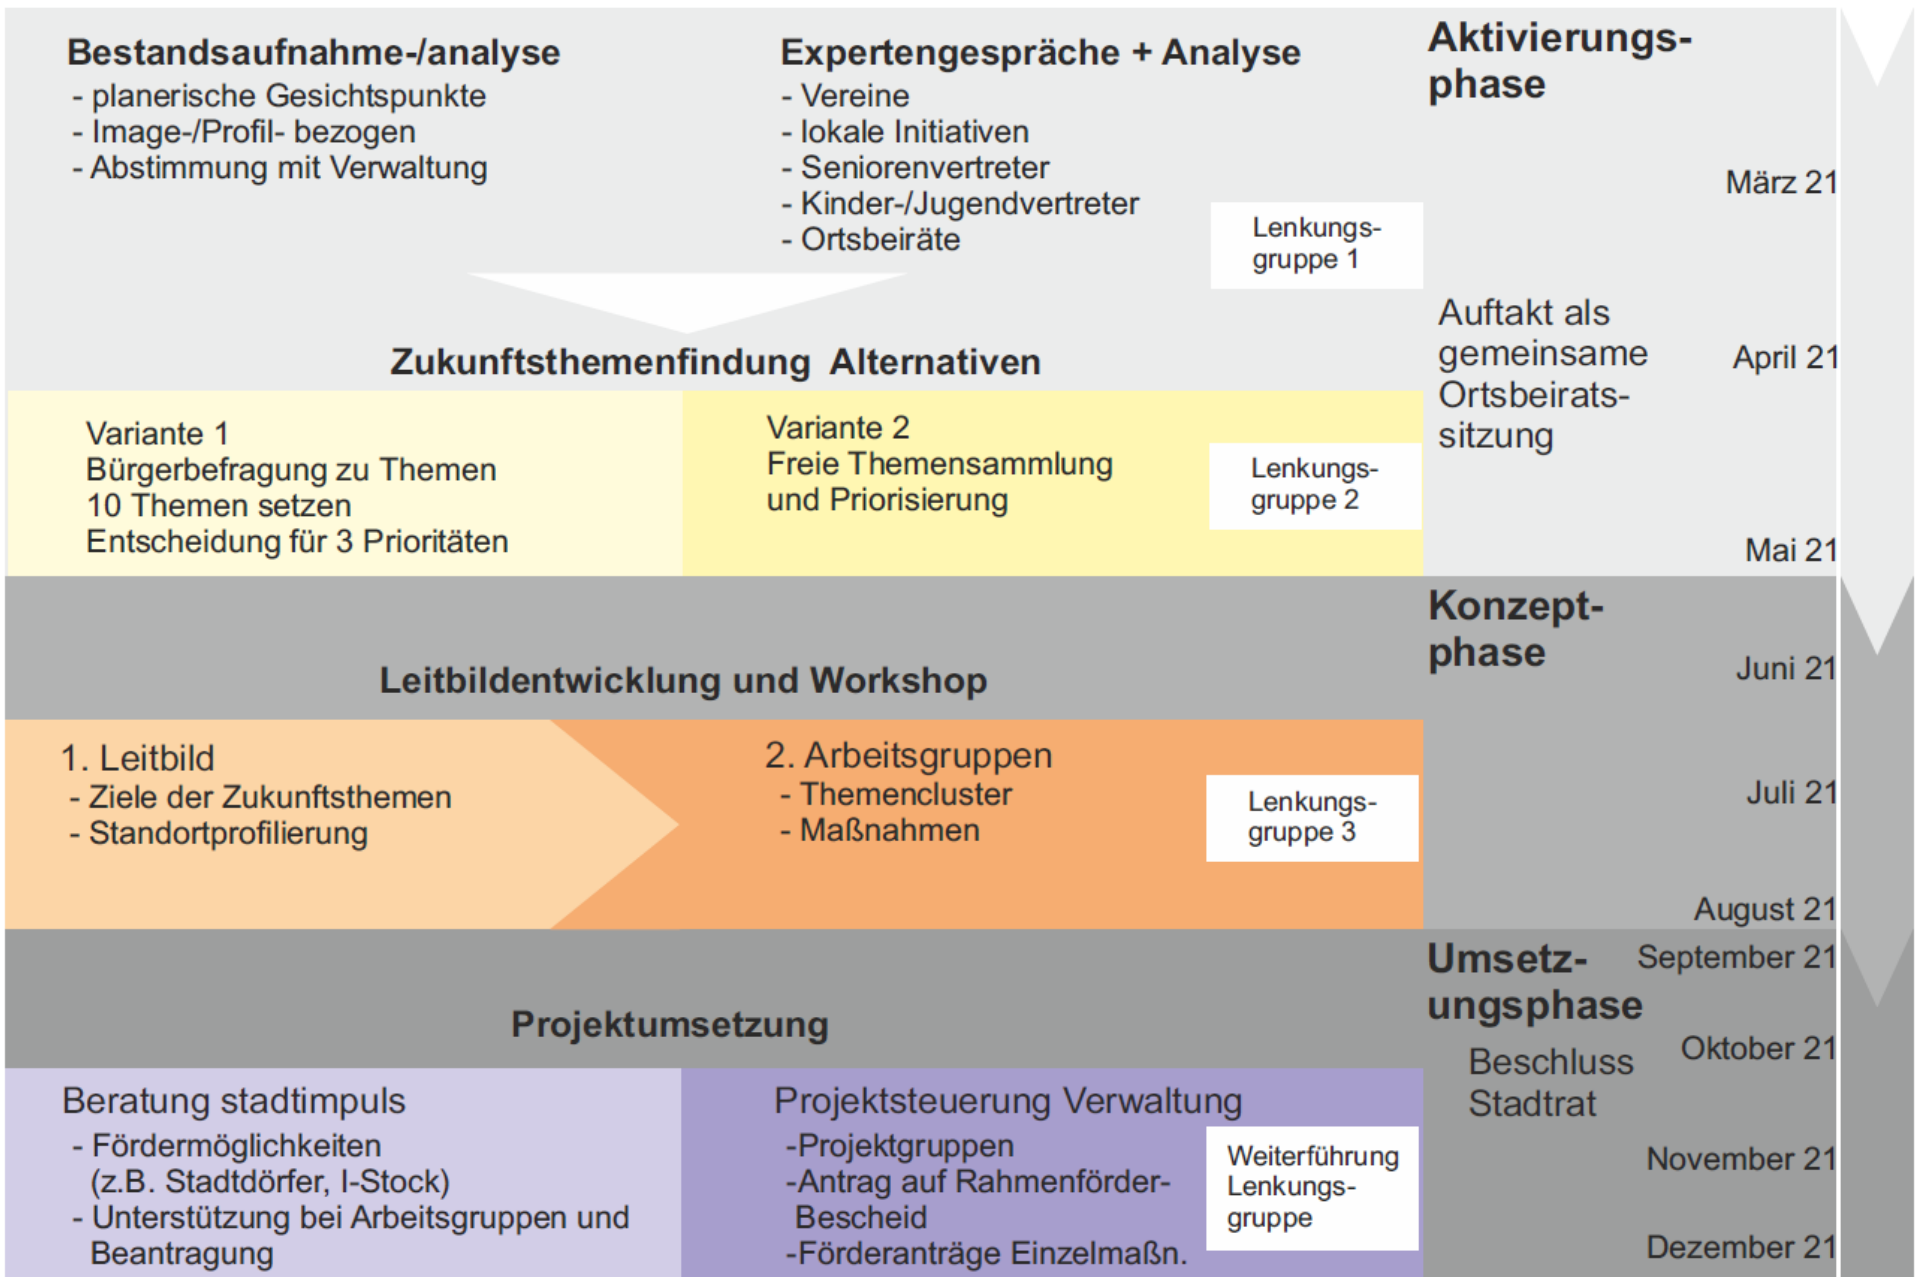 Bestandsaufnahme-/analyse
- planerische Gesichtspunkte
- Image-/Profil- bezogen
- Abstimmung mit Verwaltung
Expertengespräche + Analyse
- Vereine
- lokale Initiativen
- Seniorenvertreter
- Kinder-/Jugendvertreter
- Ortsbeiräte
Lenkungs-
gruppe 1
Aktivierungs-
phase
März 21
Auftakt als
gemeinsame
Ortsbeirats-
sitzung
April 21
Mai 21
Zukunftsthemenfindung Alternativen
Variante 1
Bürgerbefragung zu Themen
10 Themen setzen
Entscheidung für 3 Prioritäten
Variante 2
Freie Themensammlung
und Priorisierung
Lenkungs-
gruppe 2
Konzept-
phase
Juni 21
Juli 21
August 21
Leitbildentwicklung und Workshop
1. Leitbild
- Ziele der Zukunftsthemen
- Standortprofilierung
2. Arbeitsgruppen
- Themencluster
- Maßnahmen
Lenkungs-
gruppe 3
Umsetz-
ungsphase
September 21
Oktober 21
Beschluss
Stadtrat
November 21
Dezember 21
Projektumsetzung
Beratung stadtimpuls
- Fördermöglichkeiten
(z.B. Stadtdörfer, I-Stock)
- Unterstützung bei Arbeitsgruppen und
Beantragung
Projektsteuerung Verwaltung
-Projektgruppen
-Antrag auf Rahmenförder-
Bescheid
-Förderanträge Einzelmaßn.
Weiterführung
Lenkungs-
gruppe